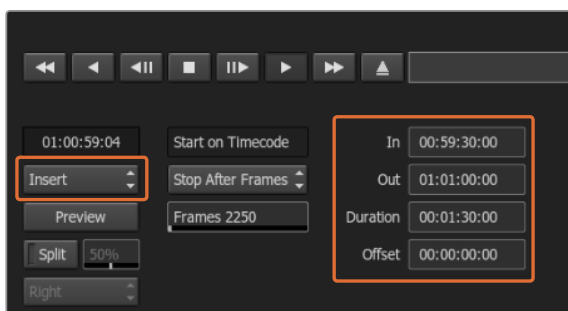 01:00:59:04 Start on Timecode In 00:59:30:00
Insert Stop After Frames Out 01:01:00:00
Preview Frames 2250 Duration 00:01:30:00
Split 50% Offset 00:00:00:00
Right